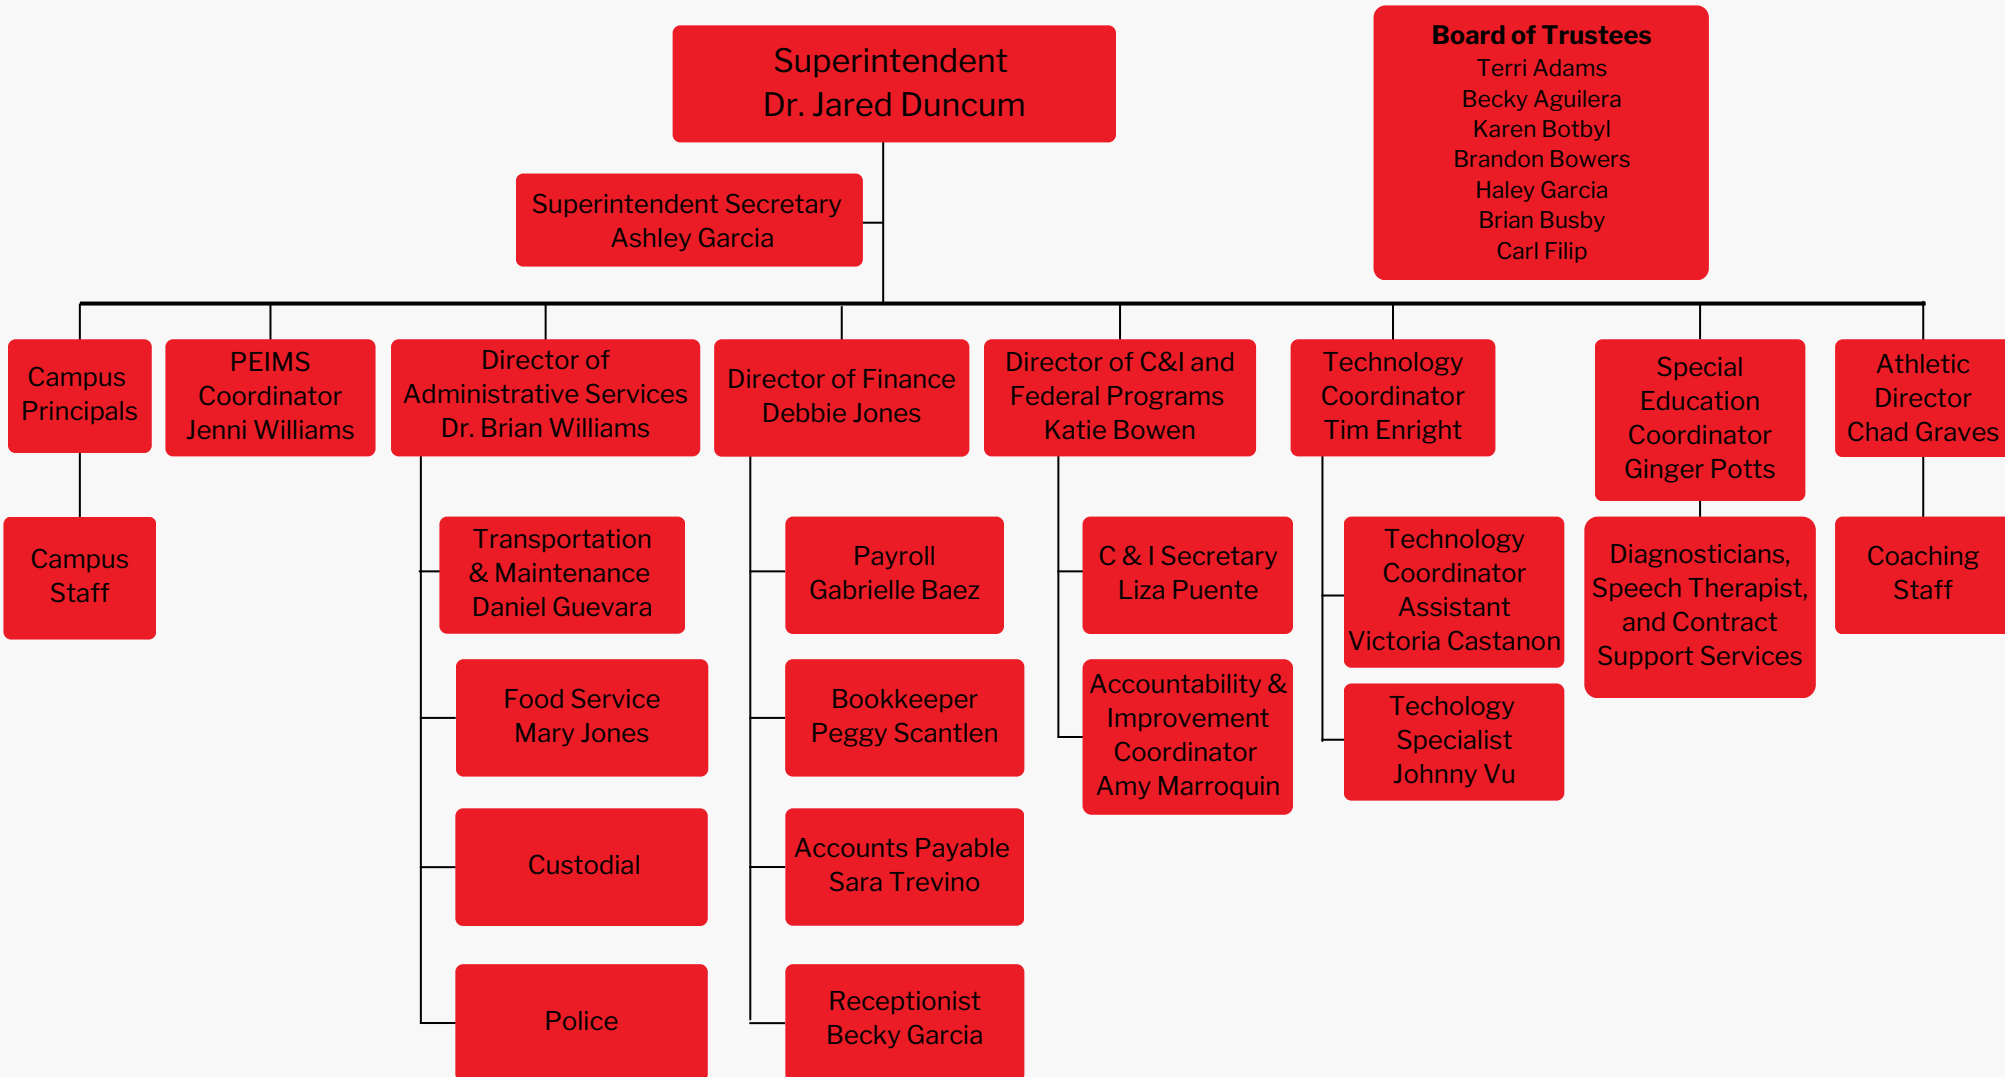 Superintendent
Dr. Jared Duncum
Board of Trustees
Terri Adams
Becky Aguilera
Karen Botbyl
Brandon Bowers
Haley Garcia
Brian Busby
Carl Filip
Superintendent Secretary
Ashley Garcia
Campus
Principals
PEIMS
Coordinator
Jenni Williams
Director of
Administrative Services
Dr. Brian Williams
Director of Finance
Debbie Jones
Director of C&I and
Federal Programs
Katie Bowen
Technology
Coordinator
Tim Enright
Special
Education
Coordinator
Ginger Potts
Athletic
Director
Chad Graves
Campus
Staff
Transportation
& Maintenance
Daniel Guevara
Payroll
Gabrielle Baez
C & I Secretary
Liza Puente
Technology
Coordinator
Assistant
Victoria Castanon
Diagnosticians,
Speech Therapist,
and Contract
Support Services
Coaching
Staff
Food Service
Mary Jones
Bookkeeper
Peggy Scantlen
Accountability &
Improvement
Coordinator
Amy Marroquin
Techology
Specialist
Johnny Vu
Custodial
Accounts Payable
Sara Trevino
Police
Receptionist
Becky Garcia